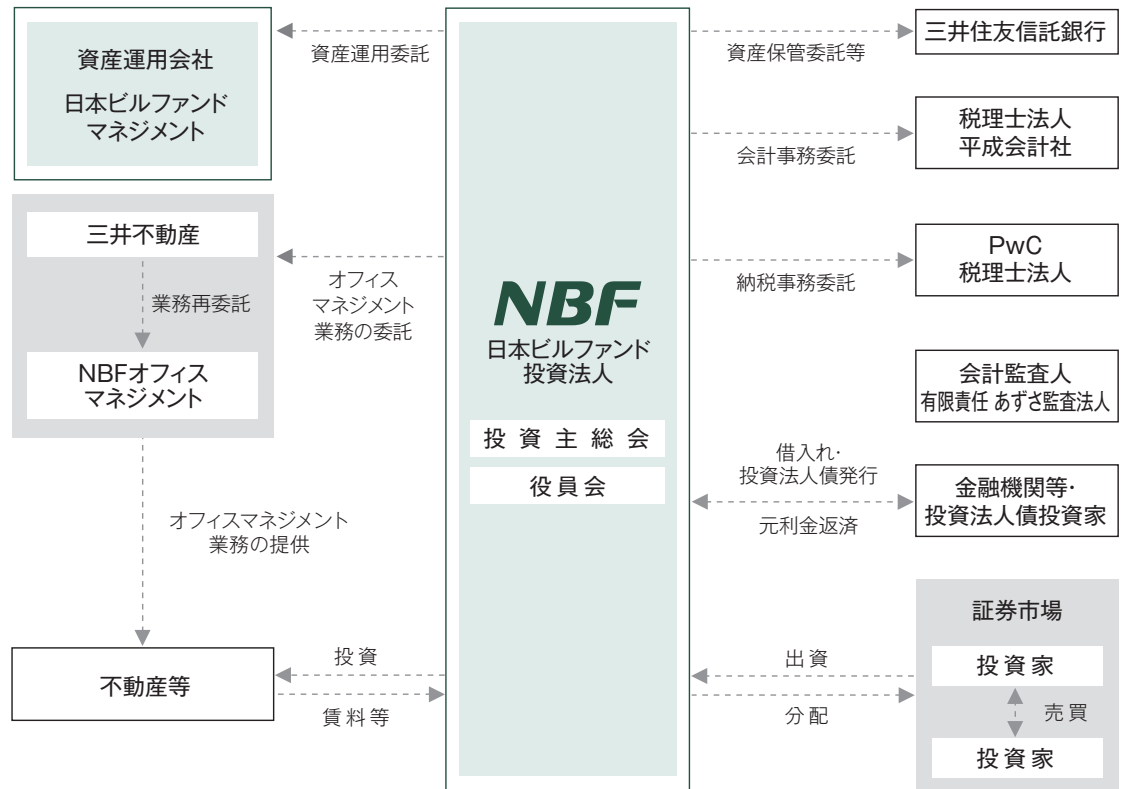 資産運用会社
日本ビルファンド
マネジメント
資産運用委託
三井不動産
業務再委託
NBFオフィス
マネジメント
オフィス
マネジメント
業務の委託
オフィスマネジメント
業務の提供
不動産等
投資
賃料等
NBF
日本ビルファンド
投資法人
投資主総会
役員会
資産保管委託等
三井住友信託銀行
会計事務委託
税理士法人
平成会計社
納税事務委託
PwC
税理士法人
会計監査人
有限責任 あずさ監査法人
借入れ・
投資法人債発行
元利金返済
金融機関等・
投資法人債投資家
出資
分配
証券市場
投資家
売買
投資家